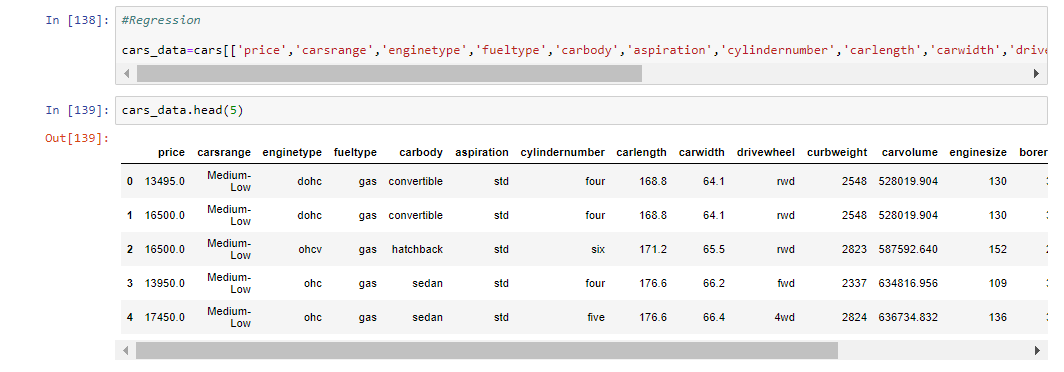 In [138]: #Regression
cars_data=cars[['price','carsrange','enginetype','fueltype','carbody','aspiration','cylindernumber','carlength','carwidth','drive
In [139]: cars_data.head(5)
Out[139]:
price carsrange enginetype fueltype carbody aspiration cylindernumber carlength carwidth drivewheel curbweight carvolume enginesize borer
0 13495.0 Medium-Low dohc gas convertible std four 168.8 64.1 rwd 2548 528019.904 130
1 16500.0 Medium-Low dohc gas convertible std four 168.8 64.1 rwd 2548 528019.904 130
2 16500.0 Medium-Low ohcv gas hatchback std six 171.2 65.5 rwd 2823 587592.640 152
3 13950.0 Medium-Low ohc gas sedan std four 176.6 66.2 fwd 2337 634816.956 109
4 17450.0 Medium-Low ohc gas sedan std five 176.6 66.4 4wd 2824 636734.832 136